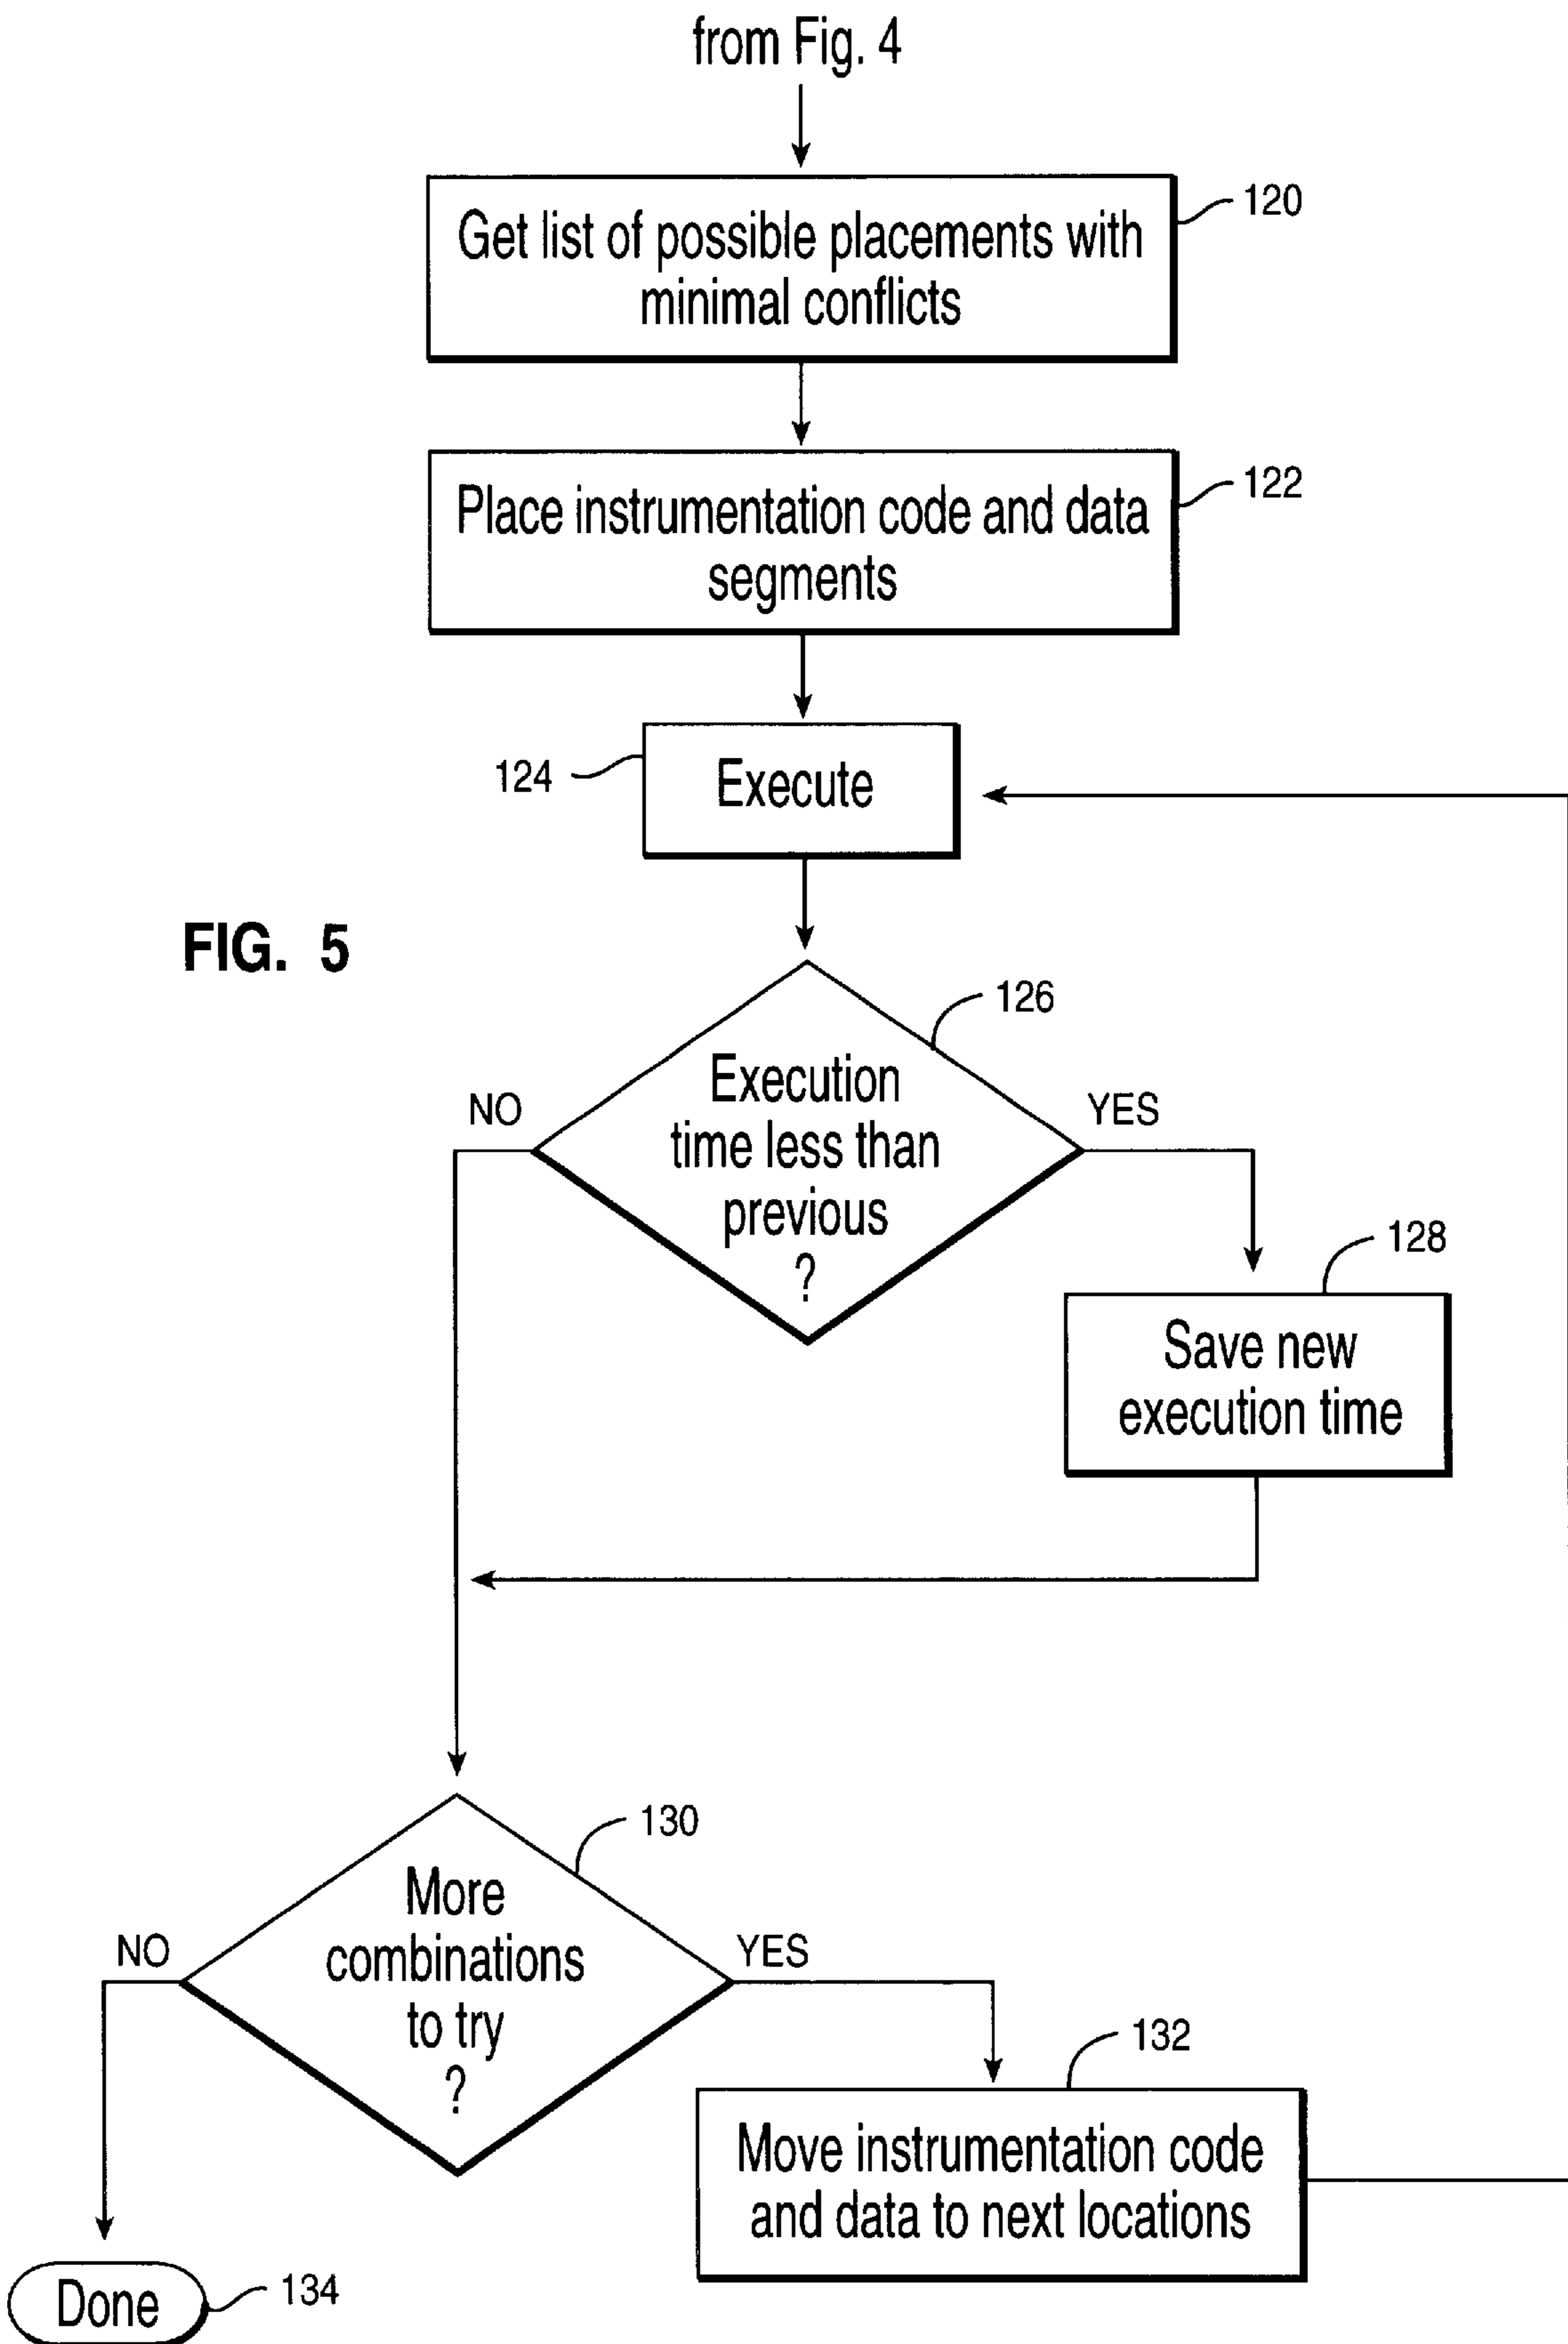 from Fig. 4
Get list of possible placements with
minimal conflicts
120
Place instrumentation code and data
segments
122
124
Execute
FIG. 5
126
Execution
time less than
previous
?
NO
YES
128
Save new
execution time
130
More
combinations
to try
?
NO
YES
132
Move instrumentation code
and data to next locations
Done
134